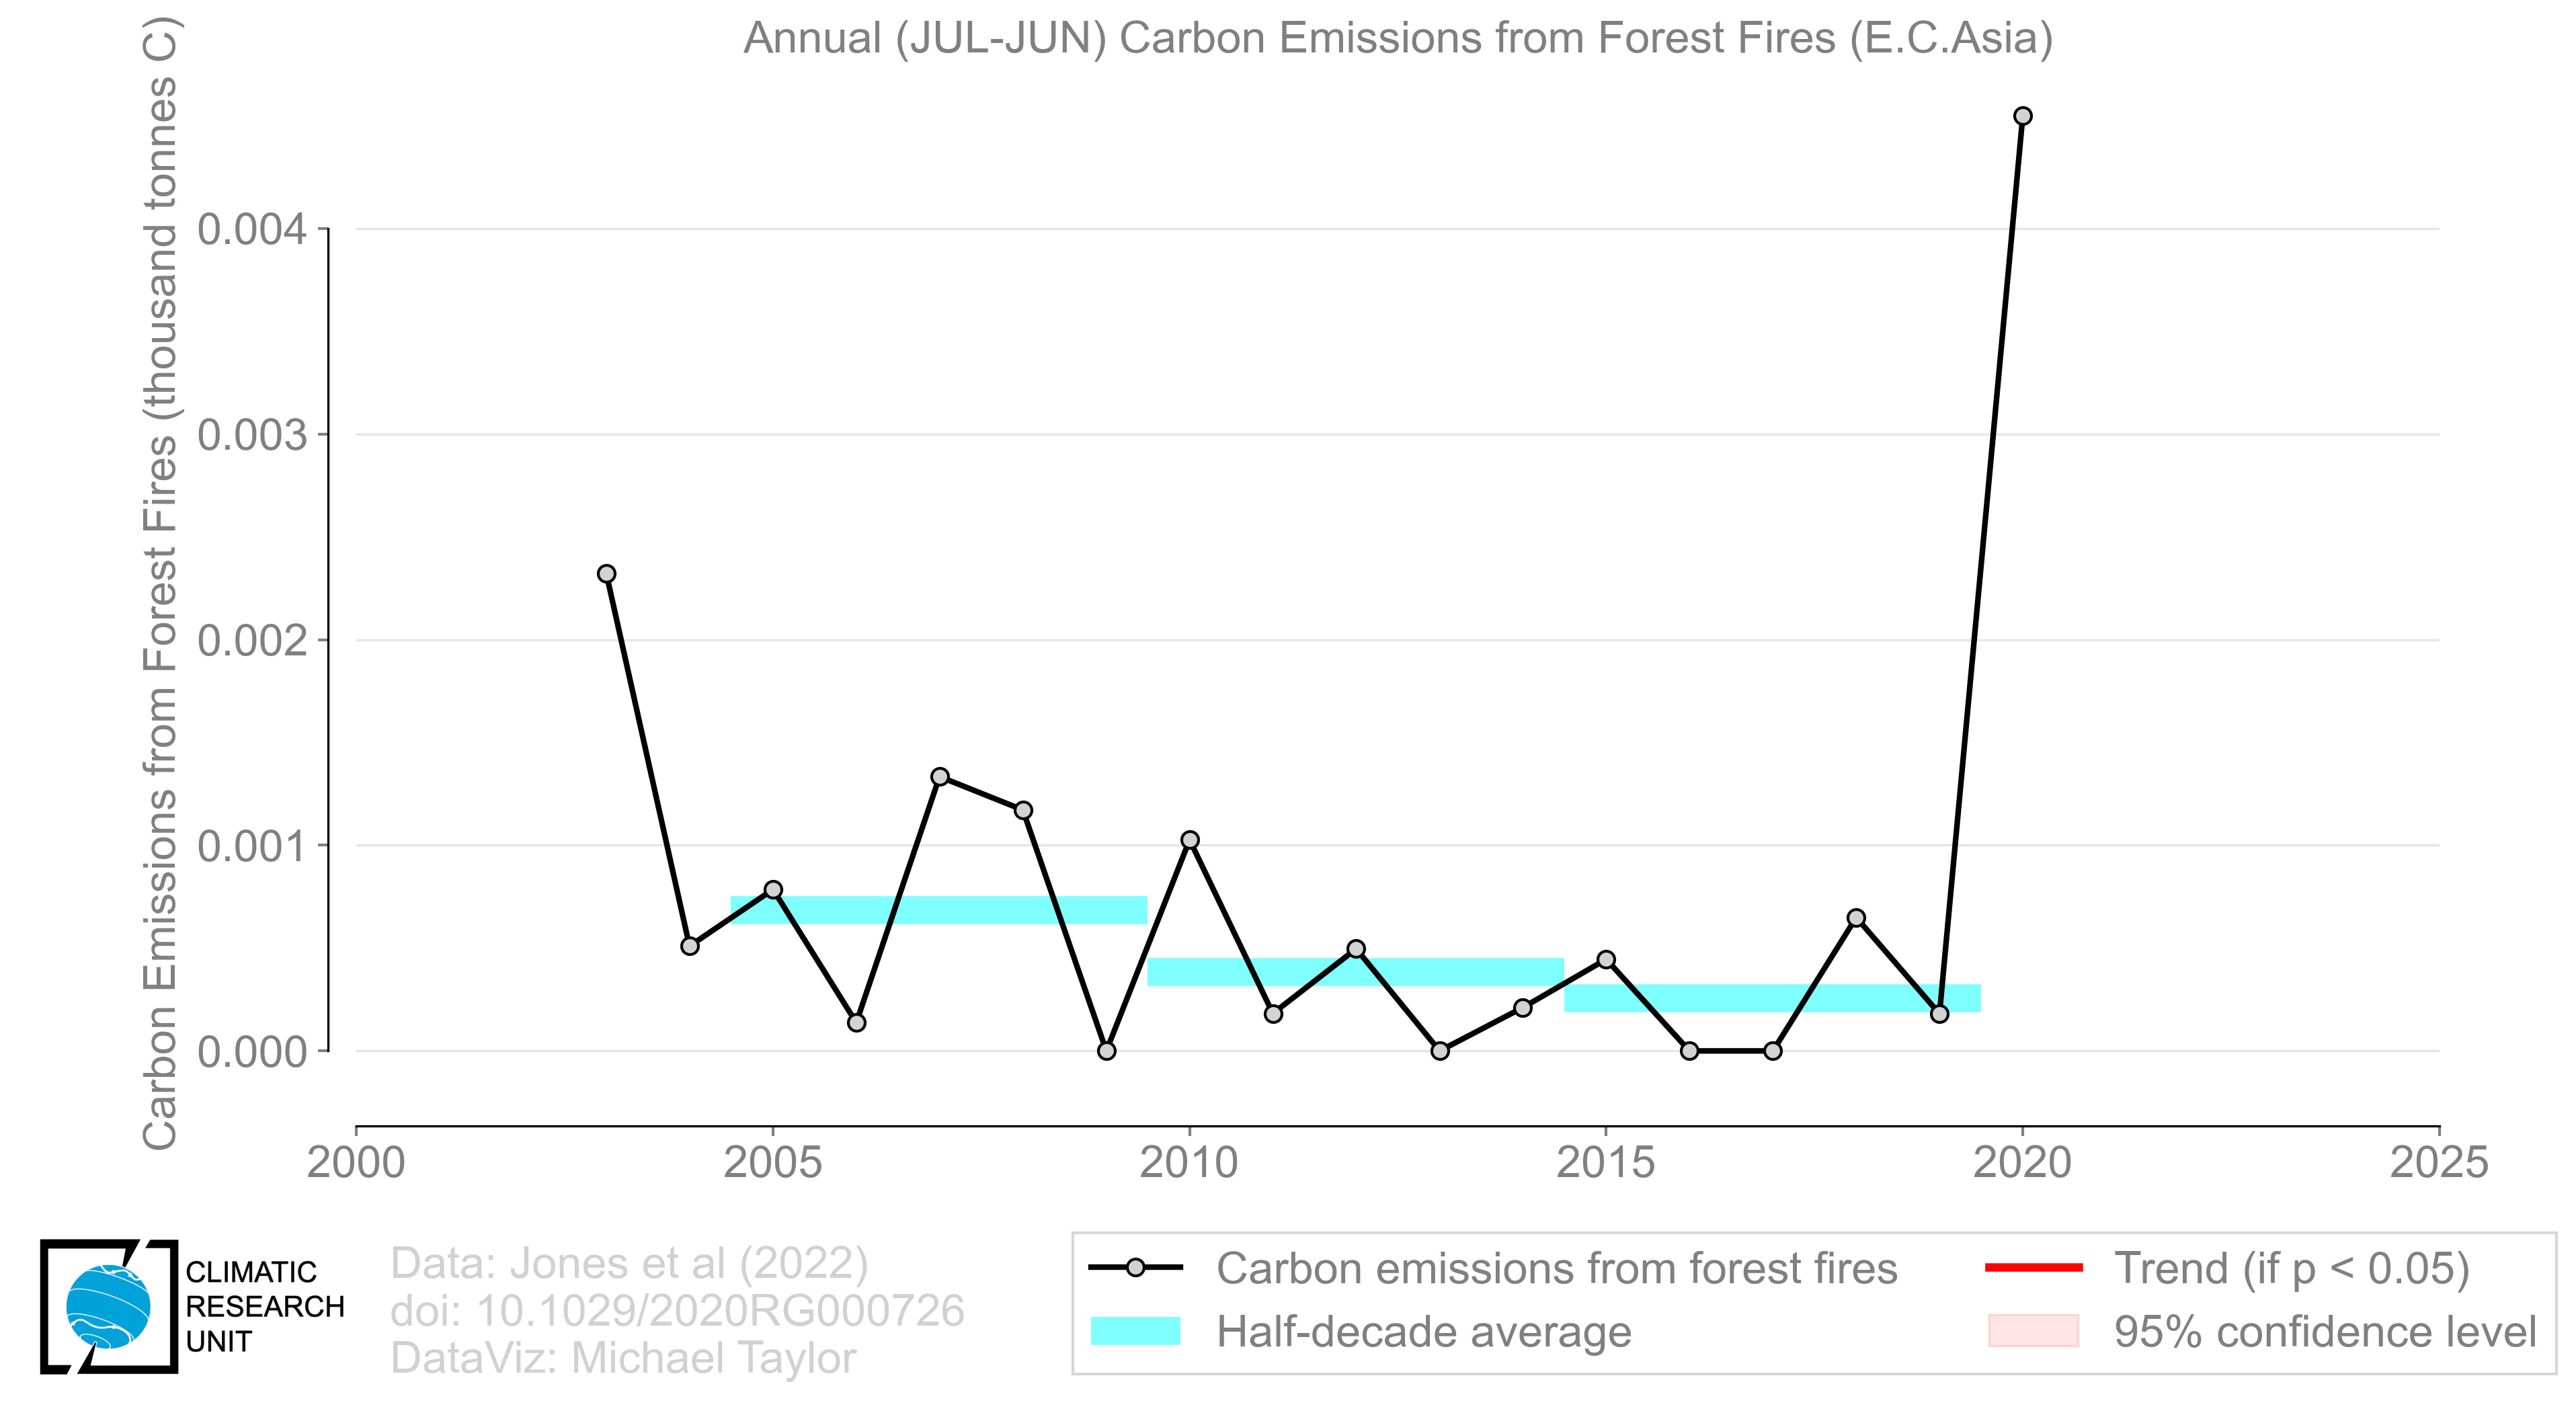 Annual (JUL-JUN) Carbon Emissions from Forest Fires (E.C.Asia)
Carbon Emissions from Forest Fires (thousand tonnes C)
0.004
0.003
0.002
0.001
0.000
2000 2005 2010 2015 2020 2025
CLIMATIC
RESEARCH
UNIT
Data: Jones et al (2022)
doi: 10.1029/2020RG000726
DataViz: Michael Taylor
Carbon emissions from forest fires
Half-decade average
Trend (if p < 0.05)
95% confidence level